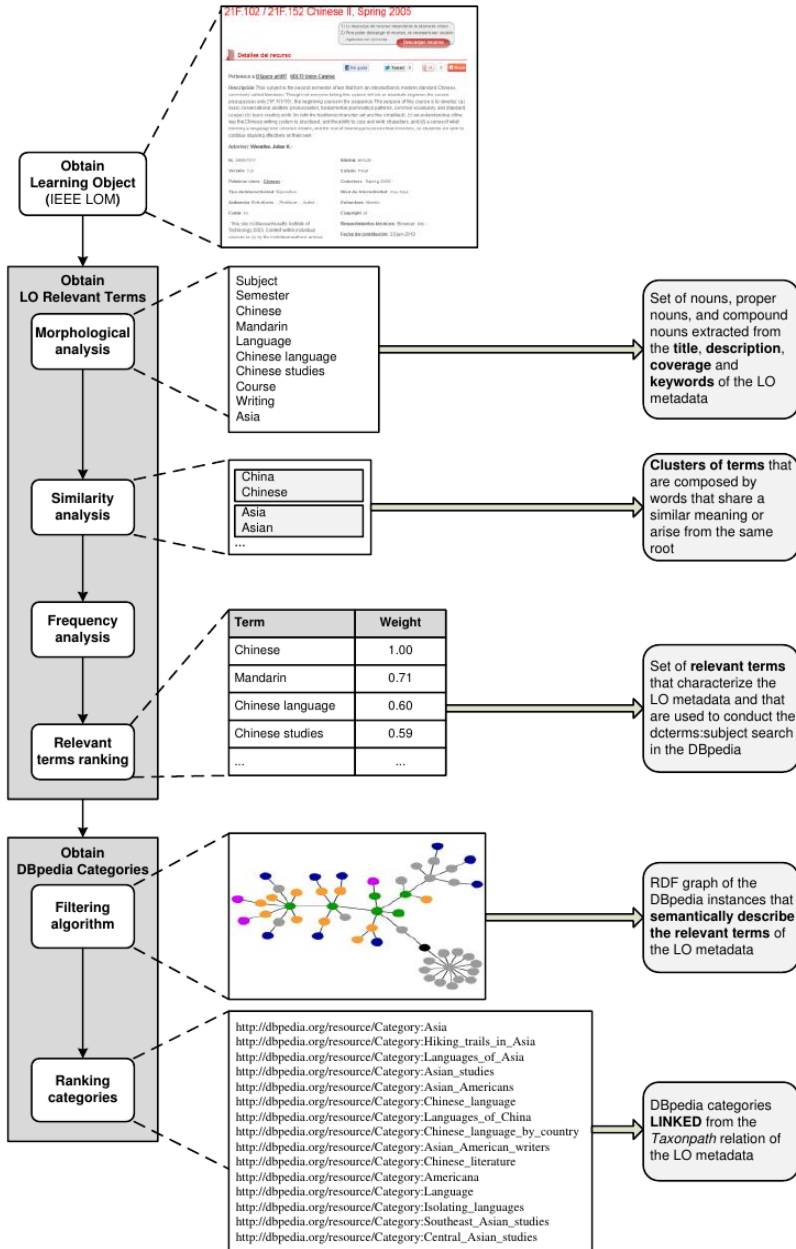 21F.102 / 21F.152 Chinese II, Spring 2005
Descargar recurso
Detalles del recurso
Obtain
Learning Object
(IEEE LOM)
Obtain
LO Relevant Terms
Morphological
analysis
Subject
Semester
Chinese
Mandarin
Language
Chinese language
Chinese studies
Course
Writing
Asia
Set of nouns, proper
nouns, and compound
nouns extracted from
the title, description,
coverage and
keywords of the LO
metadata
Similarity
analysis
China
Chinese
Asia
Asian
...
Clusters of terms that
are composed by
words that share a
similar meaning or
arise from the same
root
Frequency
analysis
Relevant
terms ranking
Term Weight
Chinese 1.00
Mandarin 0.71
Chinese language 0.60
Chinese studies 0.59
... ...
Set of relevant terms
that characterize the
LO metadata and that
are used to conduct the
dcterms:subject search
in the DBpedia
Obtain
DBpedia Categories
Filtering
algorithm
RDF graph of the
DBpedia instances that
semantically describe
the relevant terms of
the LO metadata
Ranking
categories
http://dbpedia.org/resource/Category:Asia
http://dbpedia.org/resource/Category:Hiking_trails_in_Asia
http://dbpedia.org/resource/Category:Languages_of_Asia
http://dbpedia.org/resource/Category:Asian_studies
http://dbpedia.org/resource/Category:Asian_Americans
http://dbpedia.org/resource/Category:Chinese_language
http://dbpedia.org/resource/Category:Languages_of_China
http://dbpedia.org/resource/Category:Chinese_language_by_country
http://dbpedia.org/resource/Category:Asian_American_writers
http://dbpedia.org/resource/Category:Chinese_literature
http://dbpedia.org/resource/Category:Americana
http://dbpedia.org/resource/Category:Language
http://dbpedia.org/resource/Category:Isolating_languages
http://dbpedia.org/resource/Category:Southeast_Asian_studies
http://dbpedia.org/resource/Category:Central_Asian_studies
DBpedia categories
LINKED from the
Taxonpath relation of
the LO metadata